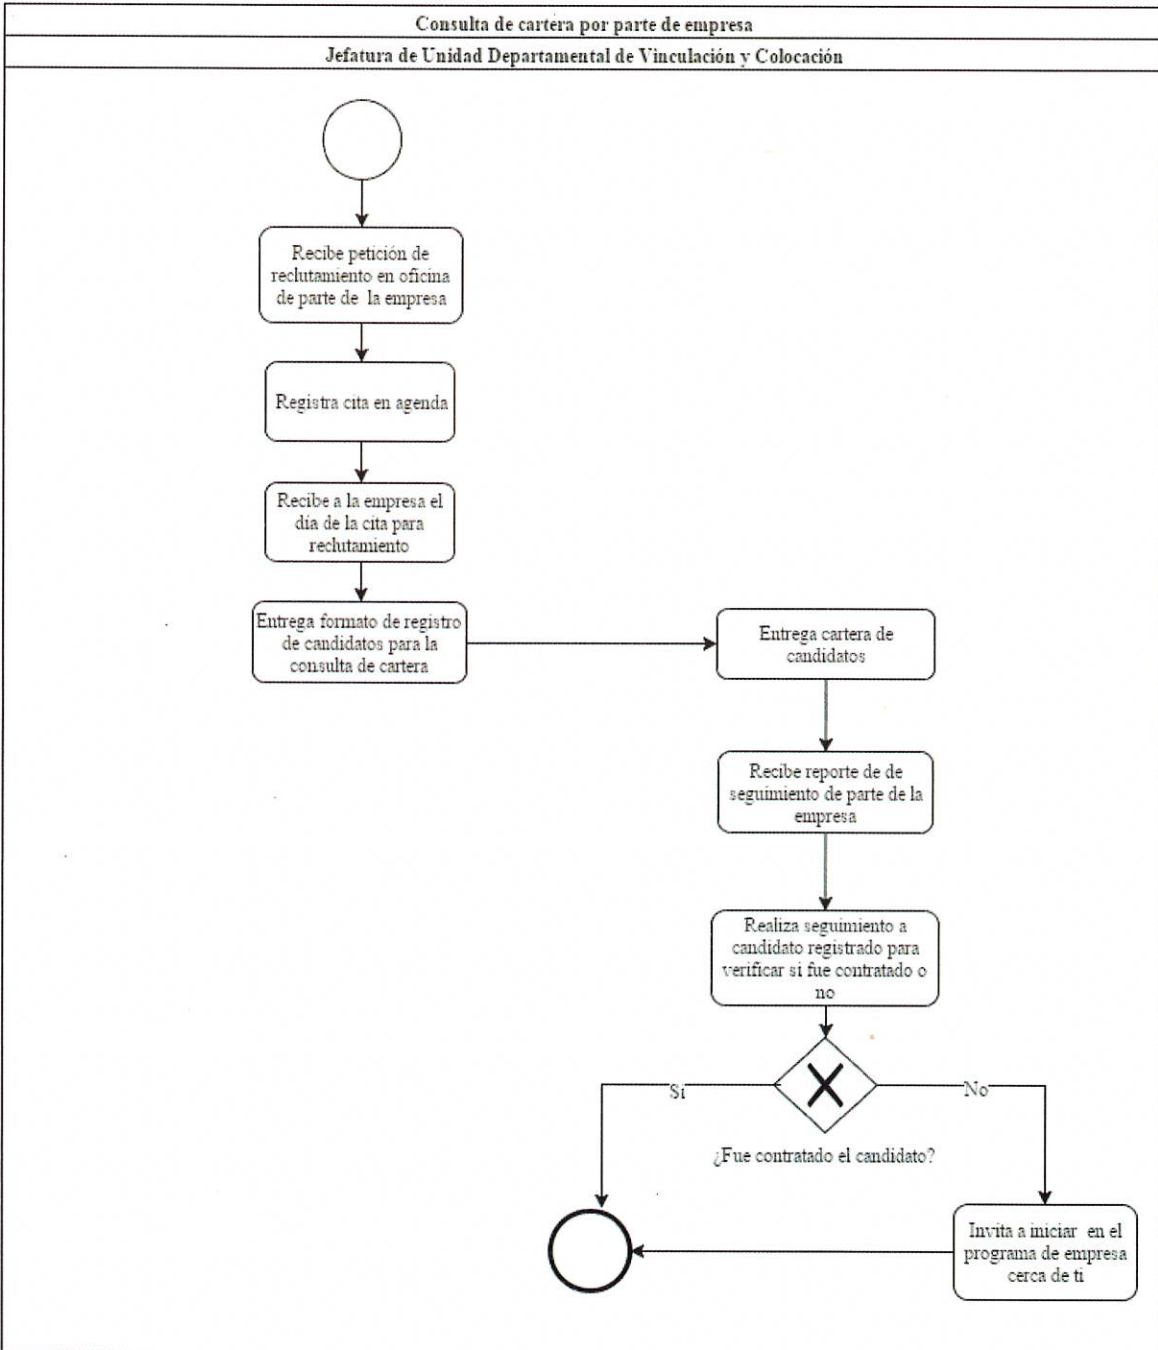 Consulta de cartera por parte de empresa
Jefatura de Unidad Departamental de Vinculación y Colocación
Recibe petición de
reclutamiento en oficina
de parte de la empresa
Registra cita en agenda
Recibe a la empresa el
día de la cita para
reclutamiento
Entrega formato de registro
de candidatos para la
consulta de cartera
Entrega cartera de
candidatos
Recibe reporte de de
seguimiento de parte de la
empresa
Realiza seguimiento a
candidato registrado para
verificar si fue contratado o
no
Si
No
¿Fue contratado el candidato?
Invita a iniciar en el
programa de empresa
cerca de ti